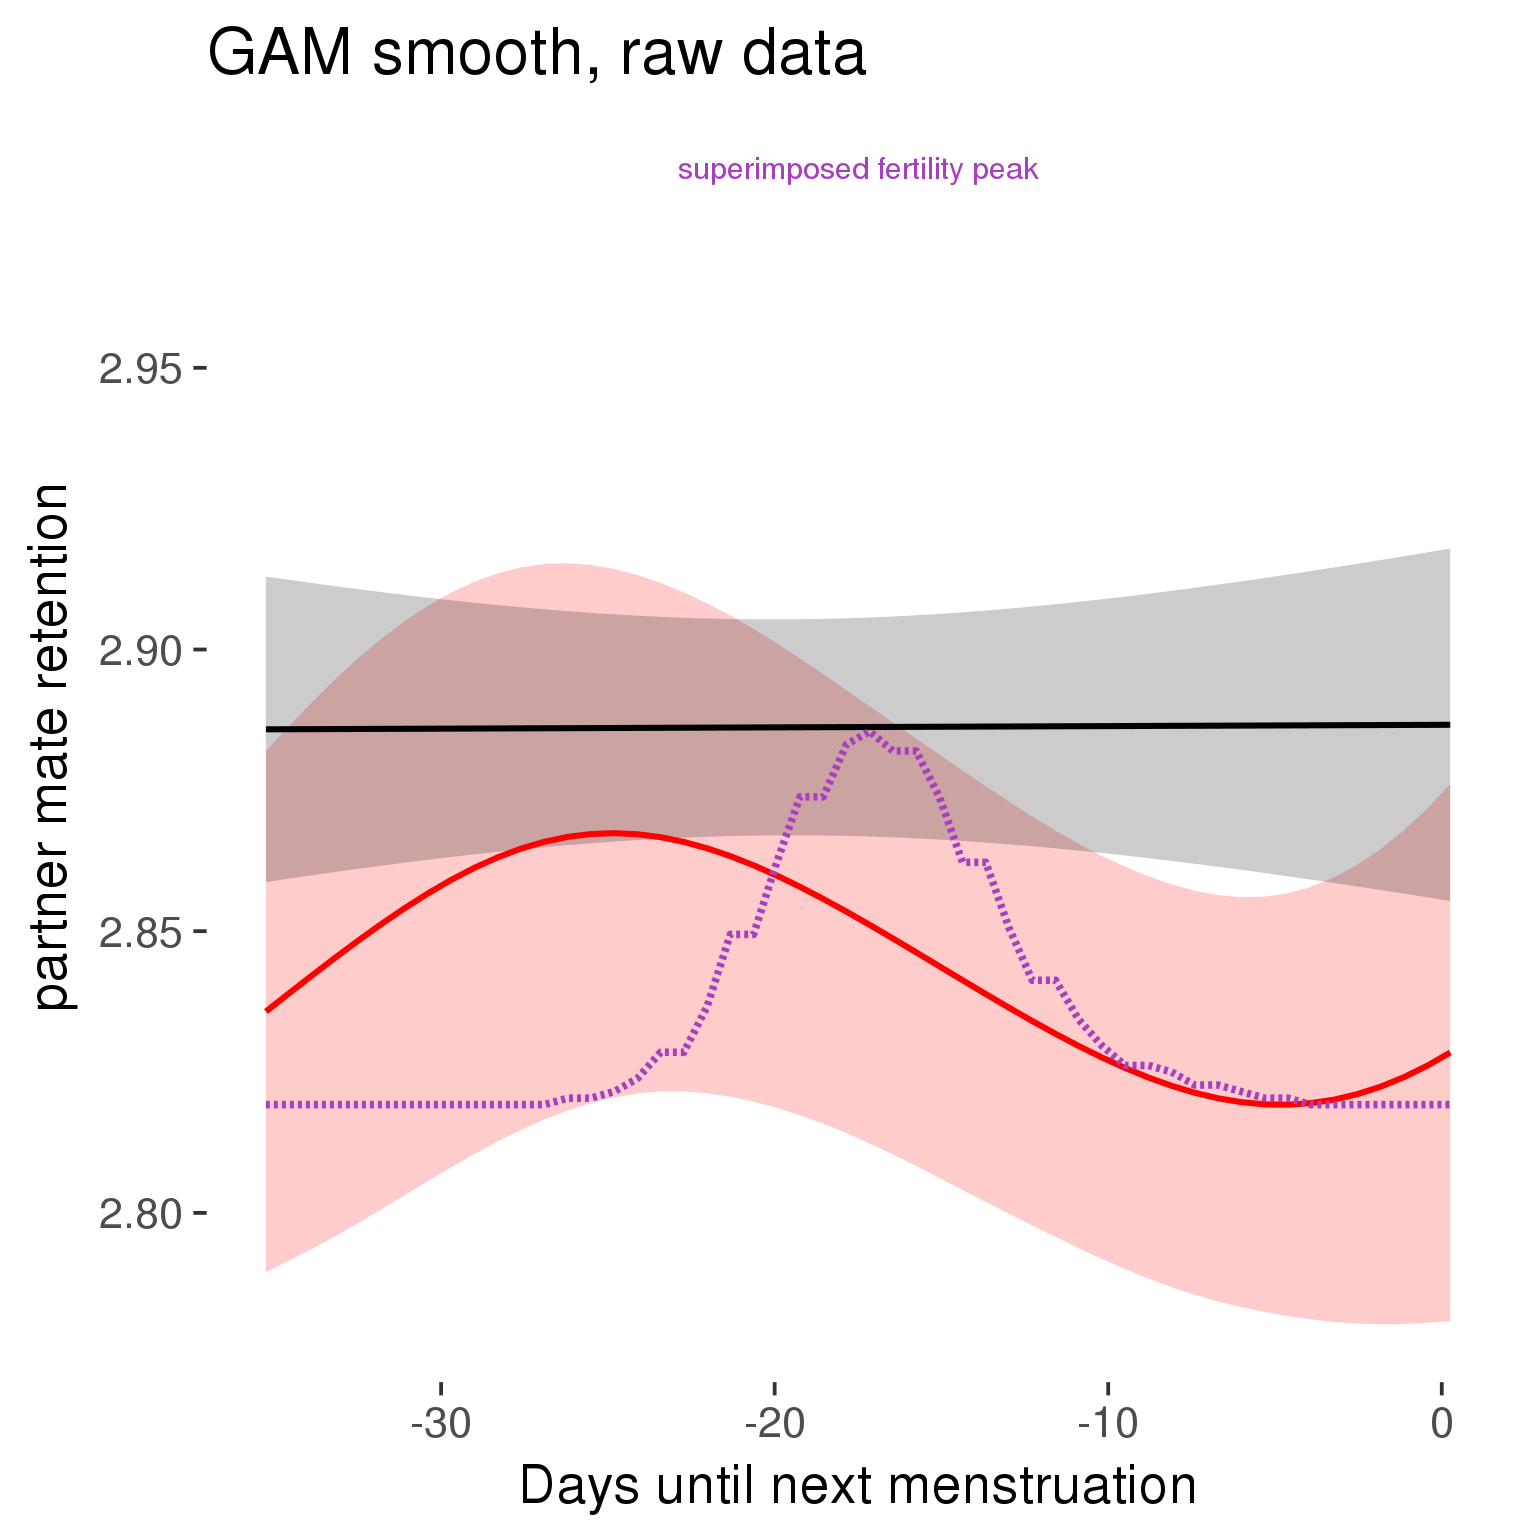 GAM smooth, raw data
superimposed fertility peak
partner mate retention
2.95
2.90
2.85
2.80
-30 -20 -10 0
Days until next menstruation